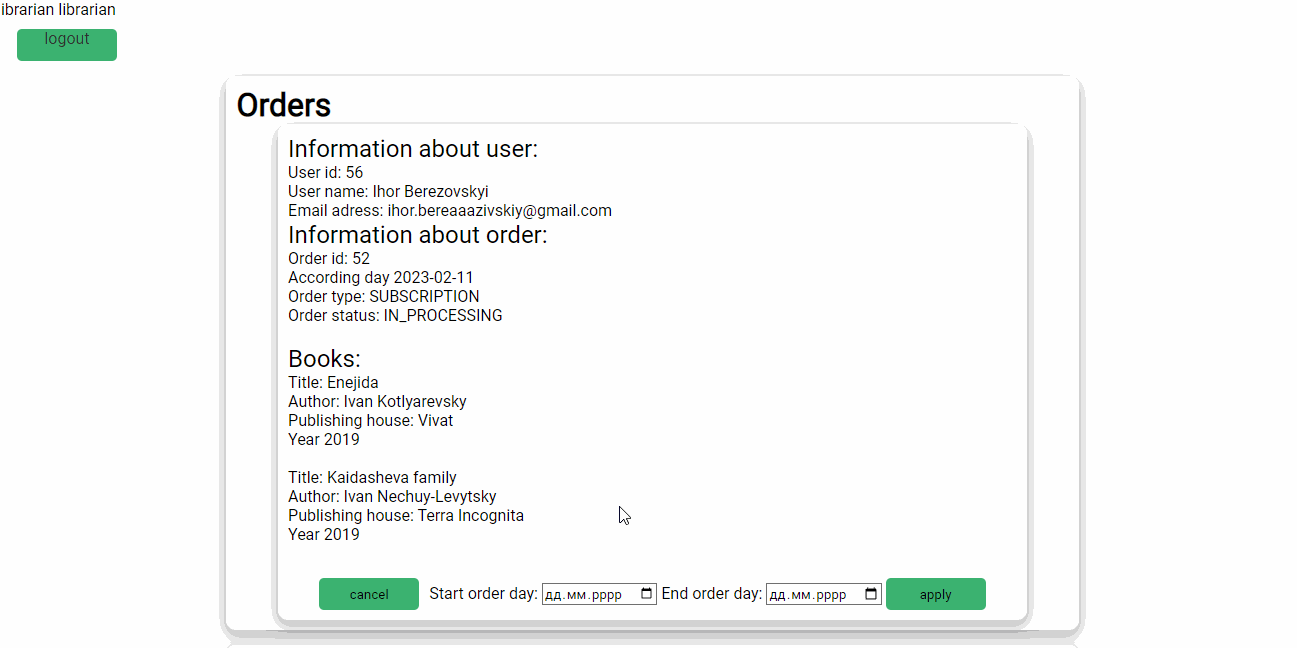 ibrarian librarian
logout
Orders
Information about user:
User id: 56
User name: Ihor Berezovskyi
Email adress: ihor.bereaaazivskiy@gmail.com
Information about order:
Order id: 52
According day 2023-02-11
Order type: SUBSCRIPTION
Order status: IN_PROCESSING
Books:
Title: Enejida
Author: Ivan Kotlyarevsky
Publishing house: Vivat
Year 2019
Title: Kaidasheva family
Author: Ivan Nechuy-Levytsky
Publishing house: Terra Incognita
Year 2019
cancel Start order day: дд.мм.рррр End order day: дд.мм.рррр apply